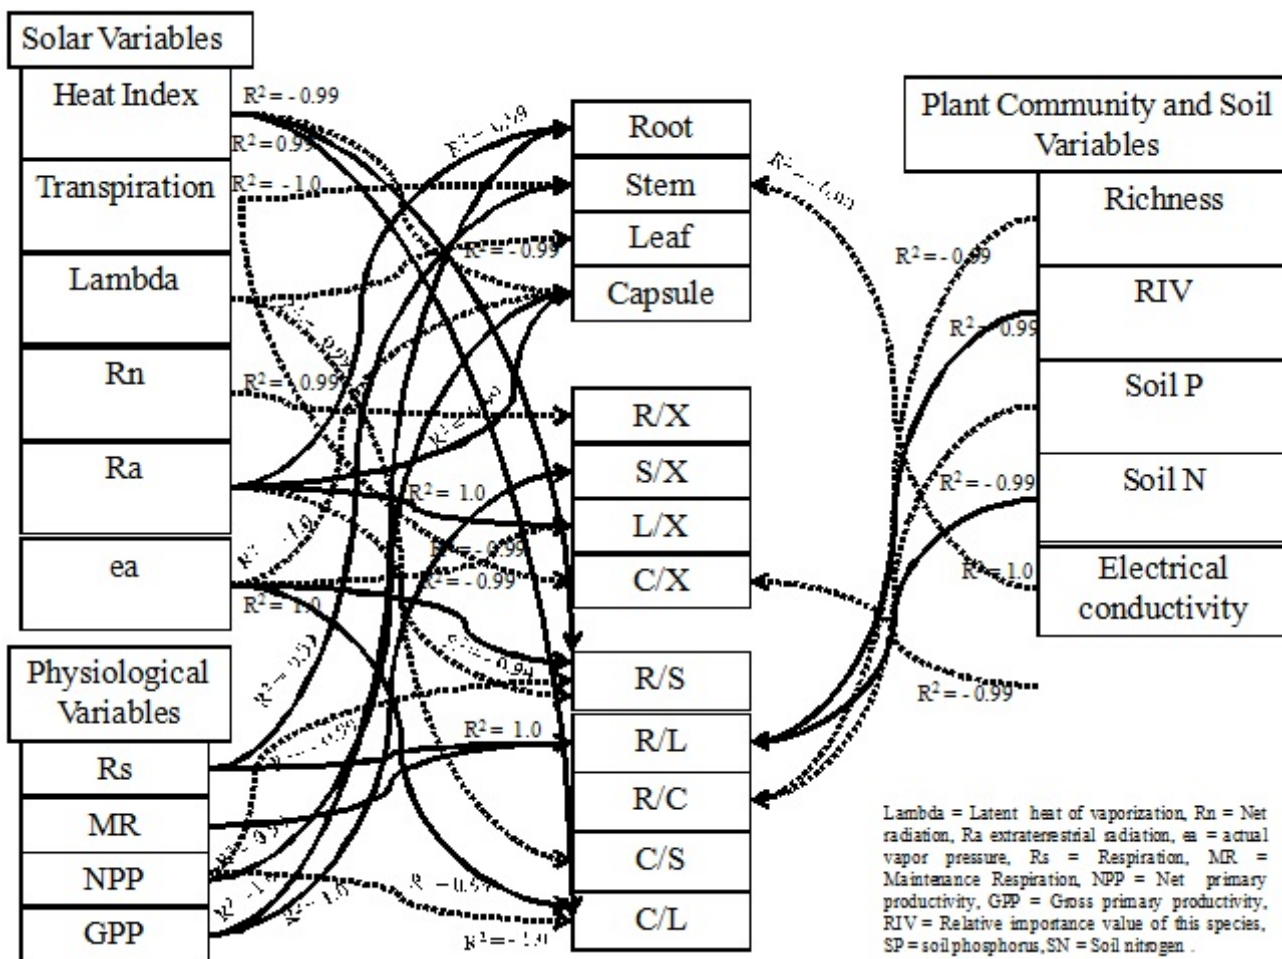 Solar Variables
Heat Index
Transpiration
Lambda
Rn
Ra
ea
Physiological
Variables
Rs
MR
NPP
GPP
R² = - 0.99
R² = 0.99
R² = - 1.0
R² = - 0.99
R² = - 0.99
R² = 1.0
R² = - 0.99
R² = - 0.99
R² = 1.0
R² = 1.0
Root
Stem
Leaf
Capsule
R/X
S/X
L/X
C/X
R/S
R/L
R/C
C/S
C/L
Plant Community and Soil
Variables
Richness
RIV
Soil P
Soil N
Electrical
conductivity
R² = - 0.99
R² = 0.99
R² = - 0.99
R² = 1.0
R² = - 0.99
Lambda = Latent heat of vaporization, Rn = Net
radiation, Ra extraterrestrial radiation, ea = actual
vapor pressure, Rs = Respiration, MR =
Maintenance Respiration, NPP = Net primary
productivity, GPP = Gross primary productivity,
RIV = Relative importance value of this species,
SP = soil phosphorus, SN = Soil nitrogen .